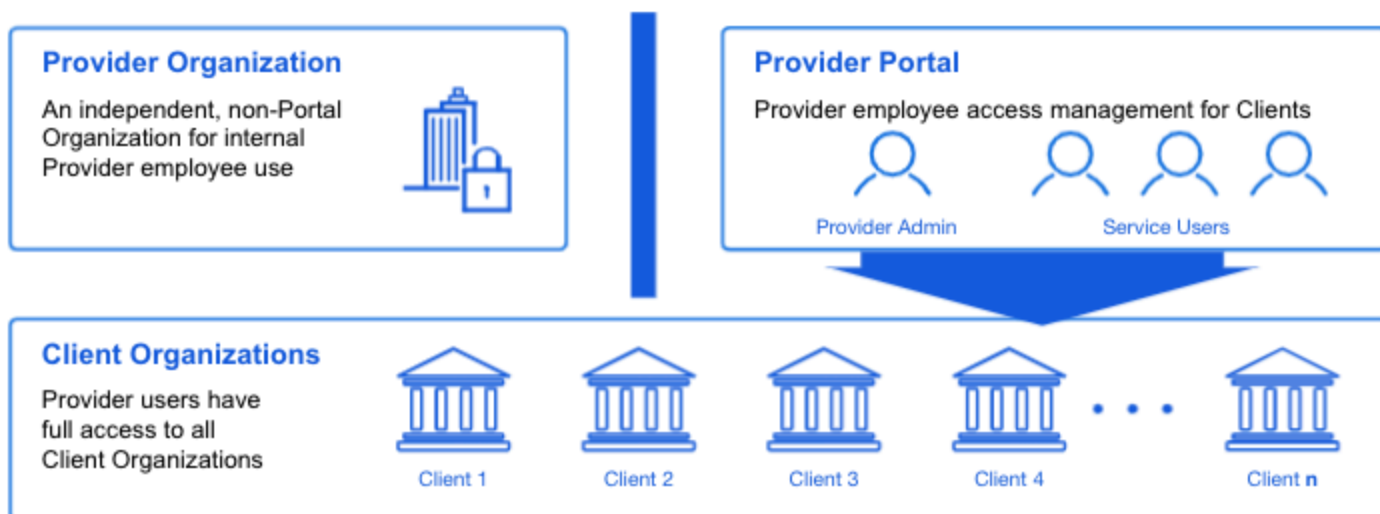 Provider Organization
An independent, non-Portal
Organization for internal
Provider employee use
Provider Portal
Provider employee access management for Clients
Provider Admin
Service Users
Client Organizations
Provider users have
full access to all
Client Organizations
Client 1
Client 2
Client 3
Client 4
Client n